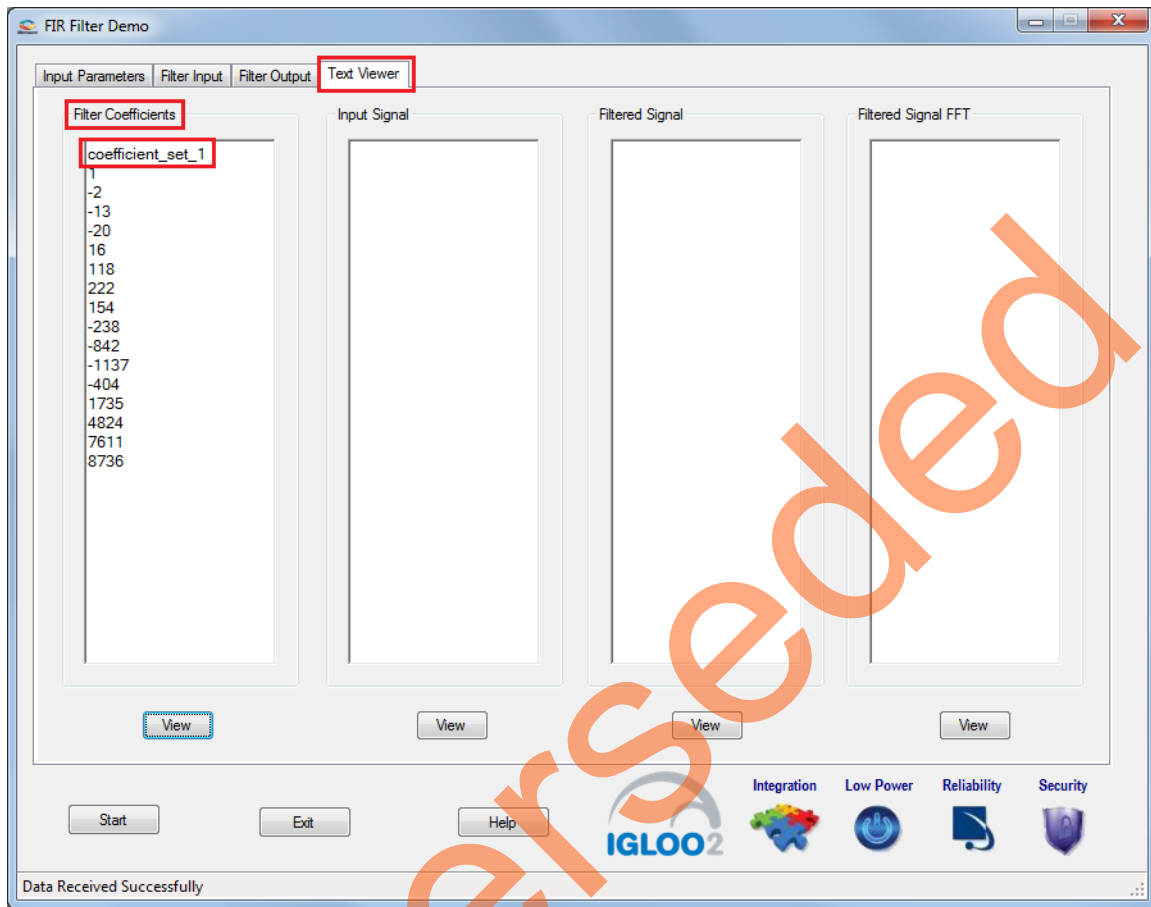 FIR Filter Demo
Input Parameters Filter Input Filter Output Text Viewer
Filter Coefficients
coefficient_set_1
1
-2
-13
-20
16
118
222
154
-238
-842
-1137
-404
1735
4824
7611
8736
View
Input Signal
View
Filtered Signal
View
Filtered Signal FFT
View
Start
Exit
Help
IGLOO2
Integration
Low Power
Reliability
Security
Data Received Successfully
erseded